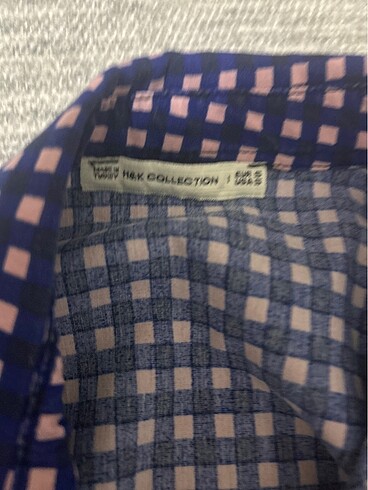 MADE IN
TURKEY
H&K COLLECTION
EUR S
USA S